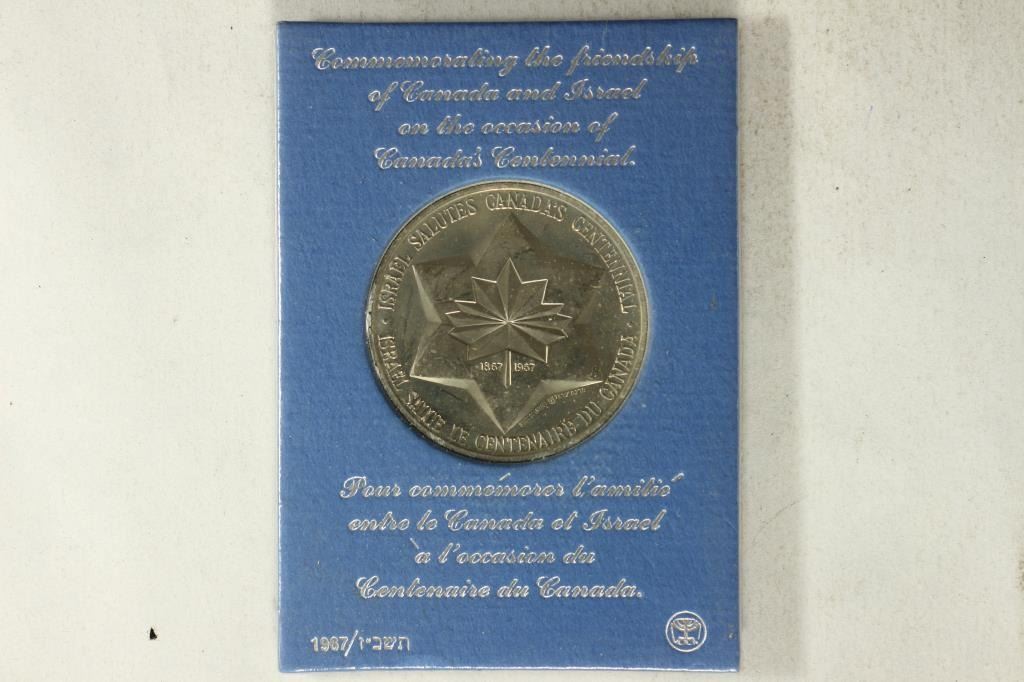 Commemorating the friendship
of Canada and Israel
on the occasion of
Canada's Centennial.
· ISRAEL SALUTES CANADA'S CENTENNIAL ·
1867 1967
ISRAEL SALUE LE CENTENAIRE DU CANADA
Pour commémorer l'amitié
entre le Canada et Israel
à l'occasion du
Centenaire du Canada.
1967/תשכ"ז